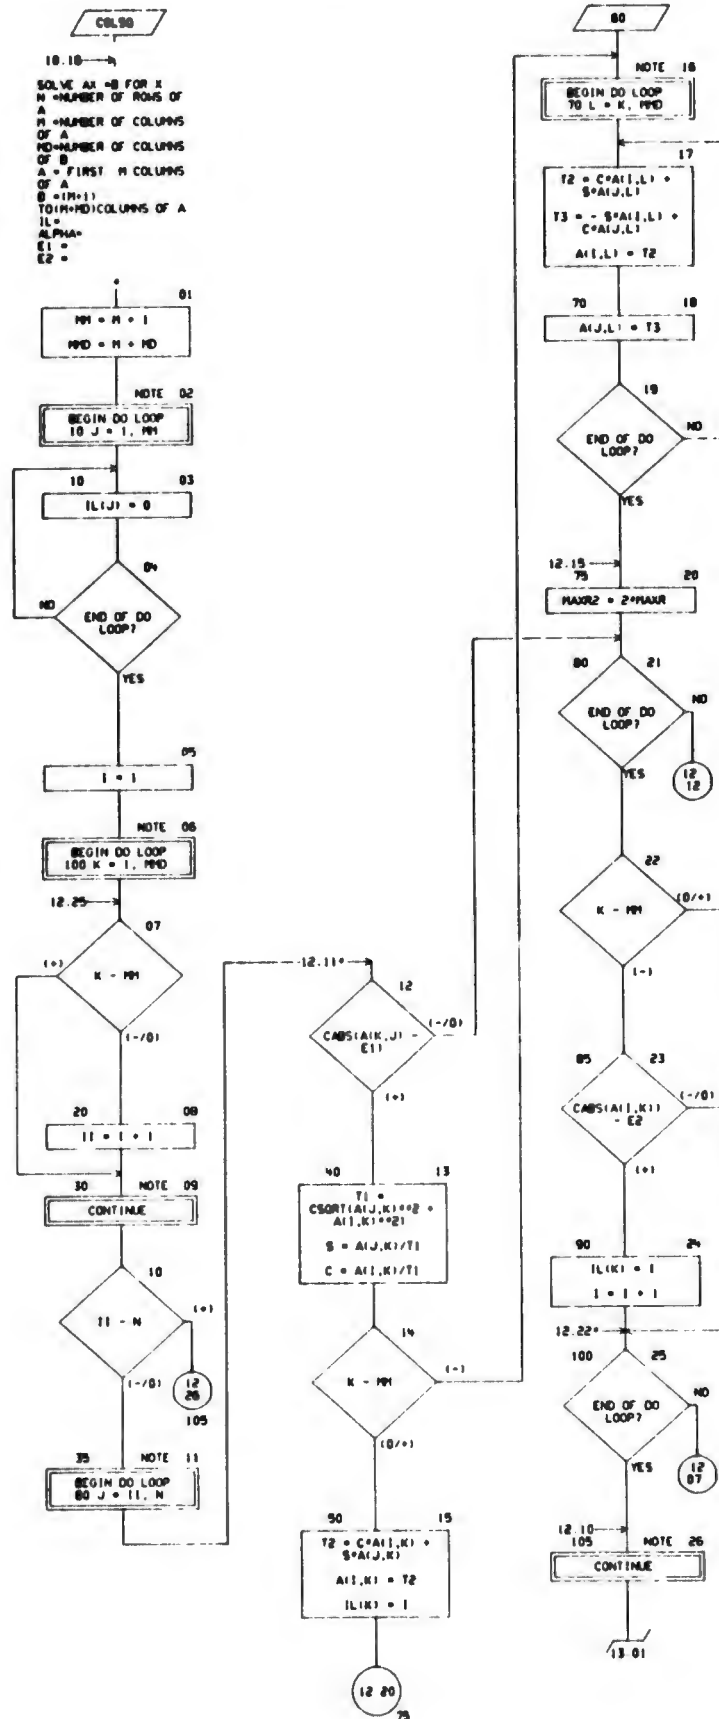 CBLSQ
18.18
SOLVE AX =B FOR X
N =NUMBER OF ROWS OF
A
M =NUMBER OF COLUMNS
OF A
MD=NUMBER OF COLUMNS
OF B
A = FIRST M COLUMNS
OF A
B =(M+1)
TO(M+MD)COLUMNS OF A
IL=
ALPHA=
E1 =
E2 =
01
MM = M + 1
MMD = M + MD
NOTE 02
BEGIN DO LOOP
10 J = 1, MM
10 03
IL(J) = 0
04
END OF DO
LOOP?
NO
YES
05
I = 1
NOTE 06
BEGIN DO LOOP
100 K = 1, MMD
12.25
07
(+)
K - MM
(-/0)
20 08
II = I + 1
30 NOTE 09
CONTINUE
10
(+)
II - N
(-/0)
12
26
105
35 NOTE 11
BEGIN DO LOOP
80 J = II, N
12.11*
12
CABS(A(K,J) -
E1)
(-/0)
(+)
40 13
T1 =
CSQRT(A(J,K)**2 +
A(I,K)**2)
S = A(J,K)/T1
C = A(I,K)/T1
14
K - MM
(-)
(0/+)
50 15
T2 = C*A(I,K) +
S*A(J,K)
A(I,K) = T2
IL(K) = I
12 20
75
60
NOTE 16
BEGIN DO LOOP
70 L = K, MMD
17
T2 = C*A(I,L) +
S*A(J,L)
T3 = - S*A(I,L) +
C*A(J,L)
A(I,L) = T2
70 18
A(J,L) = T3
19
END OF DO
LOOP?
NO
YES
12.15
75 20
MAXR2 = 2*MAXR
80 21
END OF DO
LOOP?
NO
YES
12
12
22
K - MM
(0/+)
(-)
85 23
CABS(A(I,K))
- E2
(-/0)
(+)
90 24
IL(K) = I
I = I + 1
12.22*
100 25
END OF DO
LOOP?
NO
YES
12
07
12.10
105 NOTE 26
CONTINUE
13.01